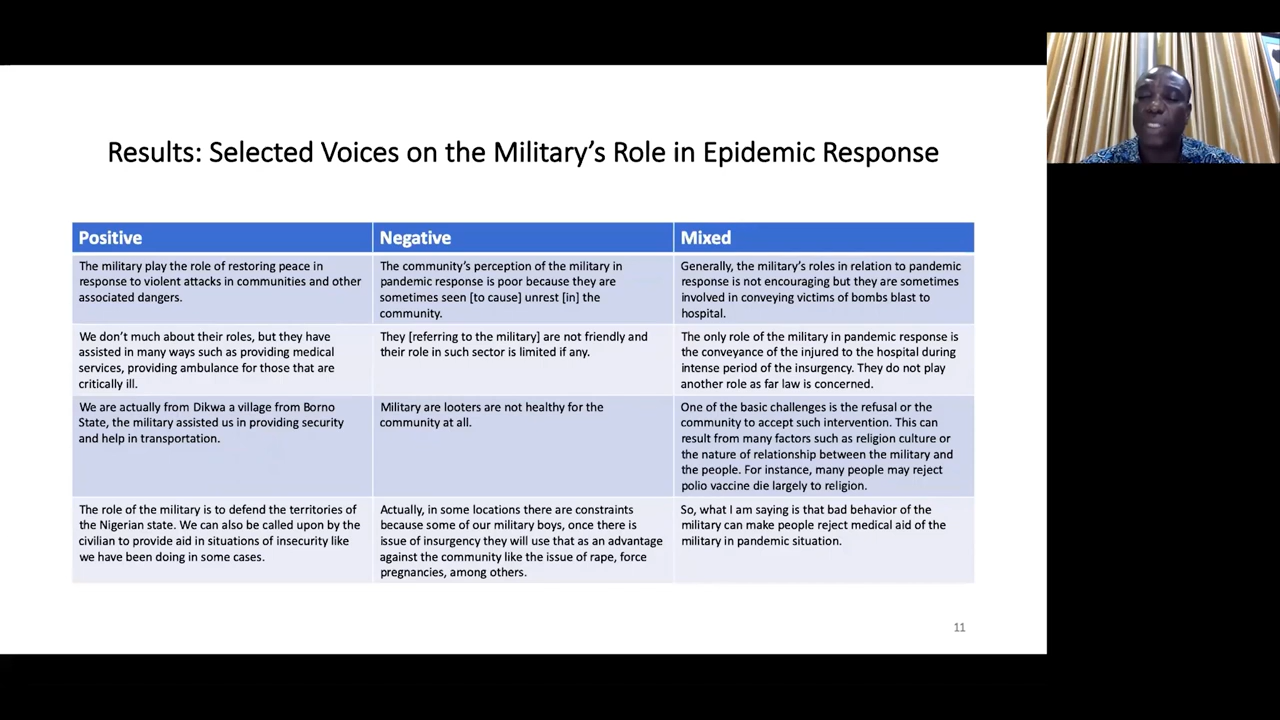 Results: Selected Voices on the Military's Role in Epidemic Response
Positive
Negative
Mixed
The military play the role of restoring peace in
response to violent attacks in communities and other
associated dangers.
The community's perception of the military in
pandemic response is poor because they are
sometimes seen [to cause] unrest [in] the
community.
Generally, the military's roles in relation to pandemic
response is not encouraging but they are sometimes
involved in conveying victims of bombs blast to
hospital.
We don't much about their roles, but they have
assisted in many ways such as providing medical
services, providing ambulance for those that are
critically ill.
They [referring to the military] are not friendly and
their role in such sector is limited if any.
The only role of the military in pandemic response is
the conveyance of the injured to the hospital during
intense period of the insurgency. They do not play
another role as far law is concerned.
We are actually from Dikwa a village from Borno
State, the military assisted us in providing security
and help in transportation.
Military are looters are not healthy for the
community at all.
One of the basic challenges is the refusal or the
community to accept such intervention. This can
result from many factors such as religion culture or
the nature of relationship between the military and
the people. For instance, many people may reject
polio vaccine die largely to religion.
The role of the military is to defend the territories of
the Nigerian state. We can also be called upon by the
civilian to provide aid in situations of insecurity like
we have been doing in some cases.
Actually, in some locations there are constraints
because some of our military boys, once there is
issue of insurgency they will use that as an advantage
against the community like the issue of rape, force
pregnancies, among others.
So, what I am saying is that bad behavior of the
military can make people reject medical aid of the
military in pandemic situation.
11